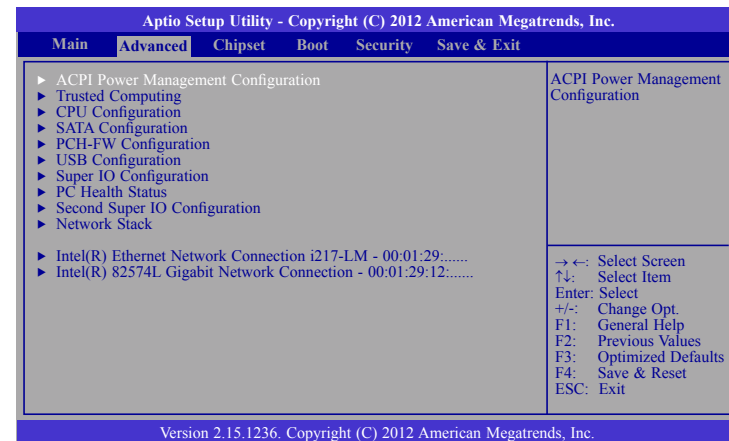 Aptio Setup Utility - Copyright (C) 2012 American Megatrends, Inc.
Main Advanced Chipset Boot Security Save & Exit
► ACPI Power Management Configuration
► Trusted Computing
► CPU Configuration
► SATA Configuration
► PCH-FW Configuration
► USB Configuration
► Super IO Configuration
► PC Health Status
► Second Super IO Configuration
► Network Stack
► Intel(R) Ethernet Network Connection i217-LM - 00:01:29:......
► Intel(R) 82574L Gigabit Network Connection - 00:01:29:12:......
ACPI Power Management
Configuration
→ ←: Select Screen
↑↓: Select Item
Enter: Select
+/-: Change Opt.
F1: General Help
F2: Previous Values
F3: Optimized Defaults
F4: Save & Reset
ESC: Exit
Version 2.15.1236. Copyright (C) 2012 American Megatrends, Inc.